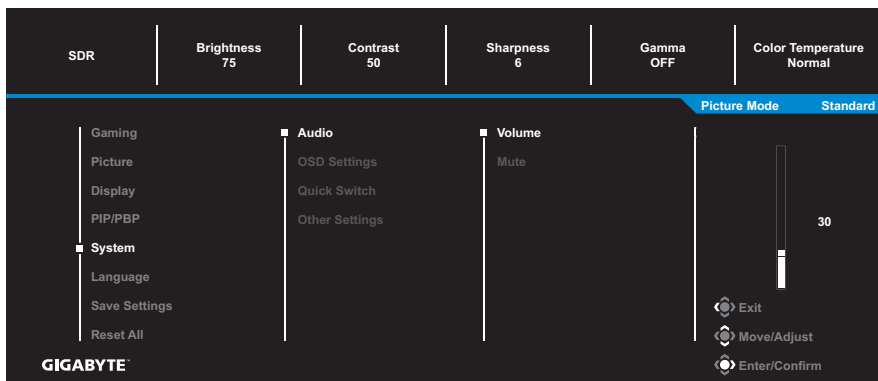 SDR
Brightness
75
Contrast
50
Sharpness
6
Gamma
OFF
Color Temperature
Normal
Picture Mode Standard
Gaming
Picture
Display
PIP/PBP
System
Language
Save Settings
Reset All
Audio
OSD Settings
Quick Switch
Other Settings
Volume
Mute
30
Exit
Move/Adjust
Enter/Confirm
GIGABYTE™